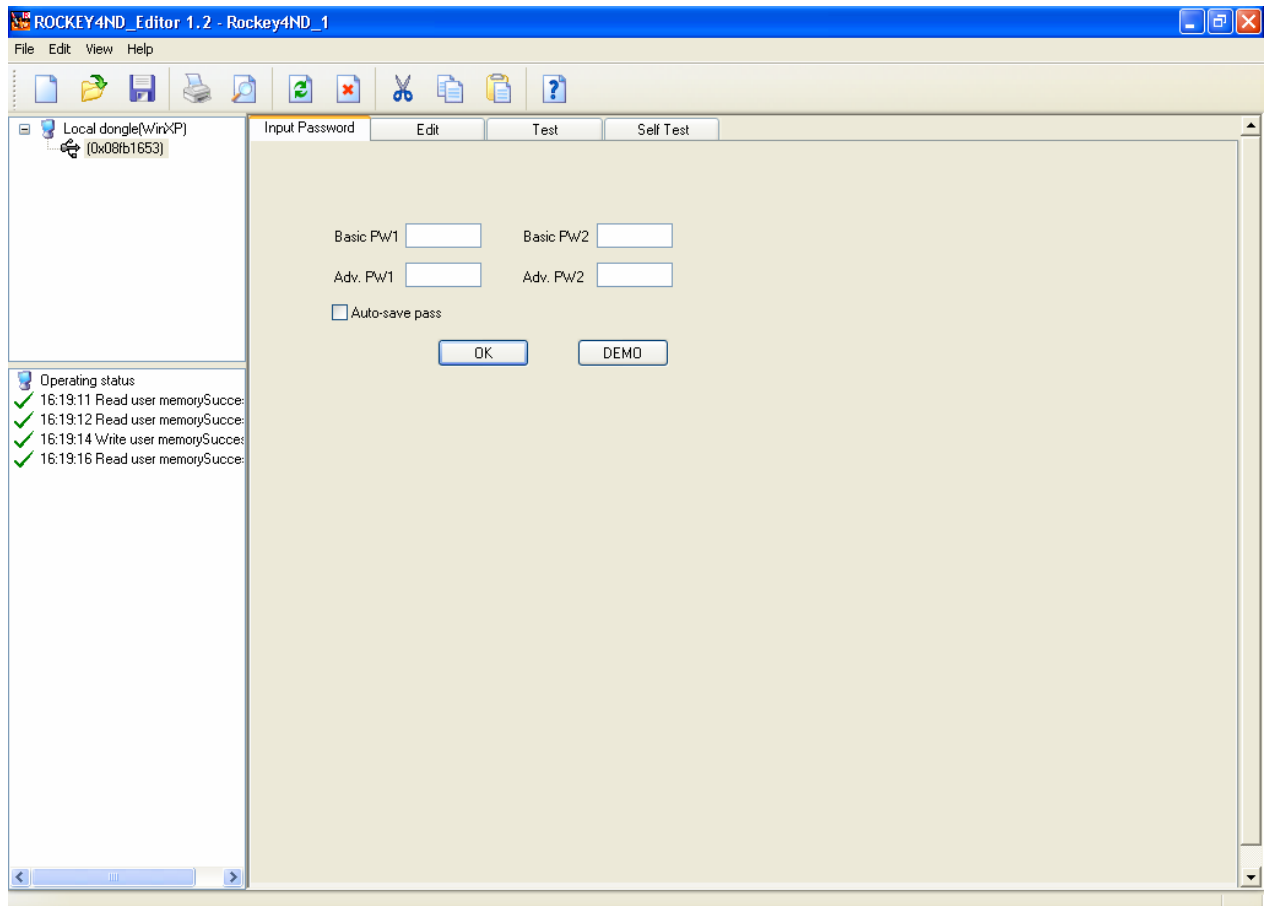 ROCKEY4ND_Editor 1.2 - Rockey4ND_1
File Edit View Help
Local dongle(WinXP)
(0x08fb1653)
Input Password Edit Test Self Test
Basic PW1 Basic PW2
Adv. PW1 Adv. PW2
Auto-save pass
OK DEMO
Operating status
16:19:11 Read user memorySucce
16:19:12 Read user memorySucce
16:19:14 Write user memorySucces
16:19:16 Read user memorySucce